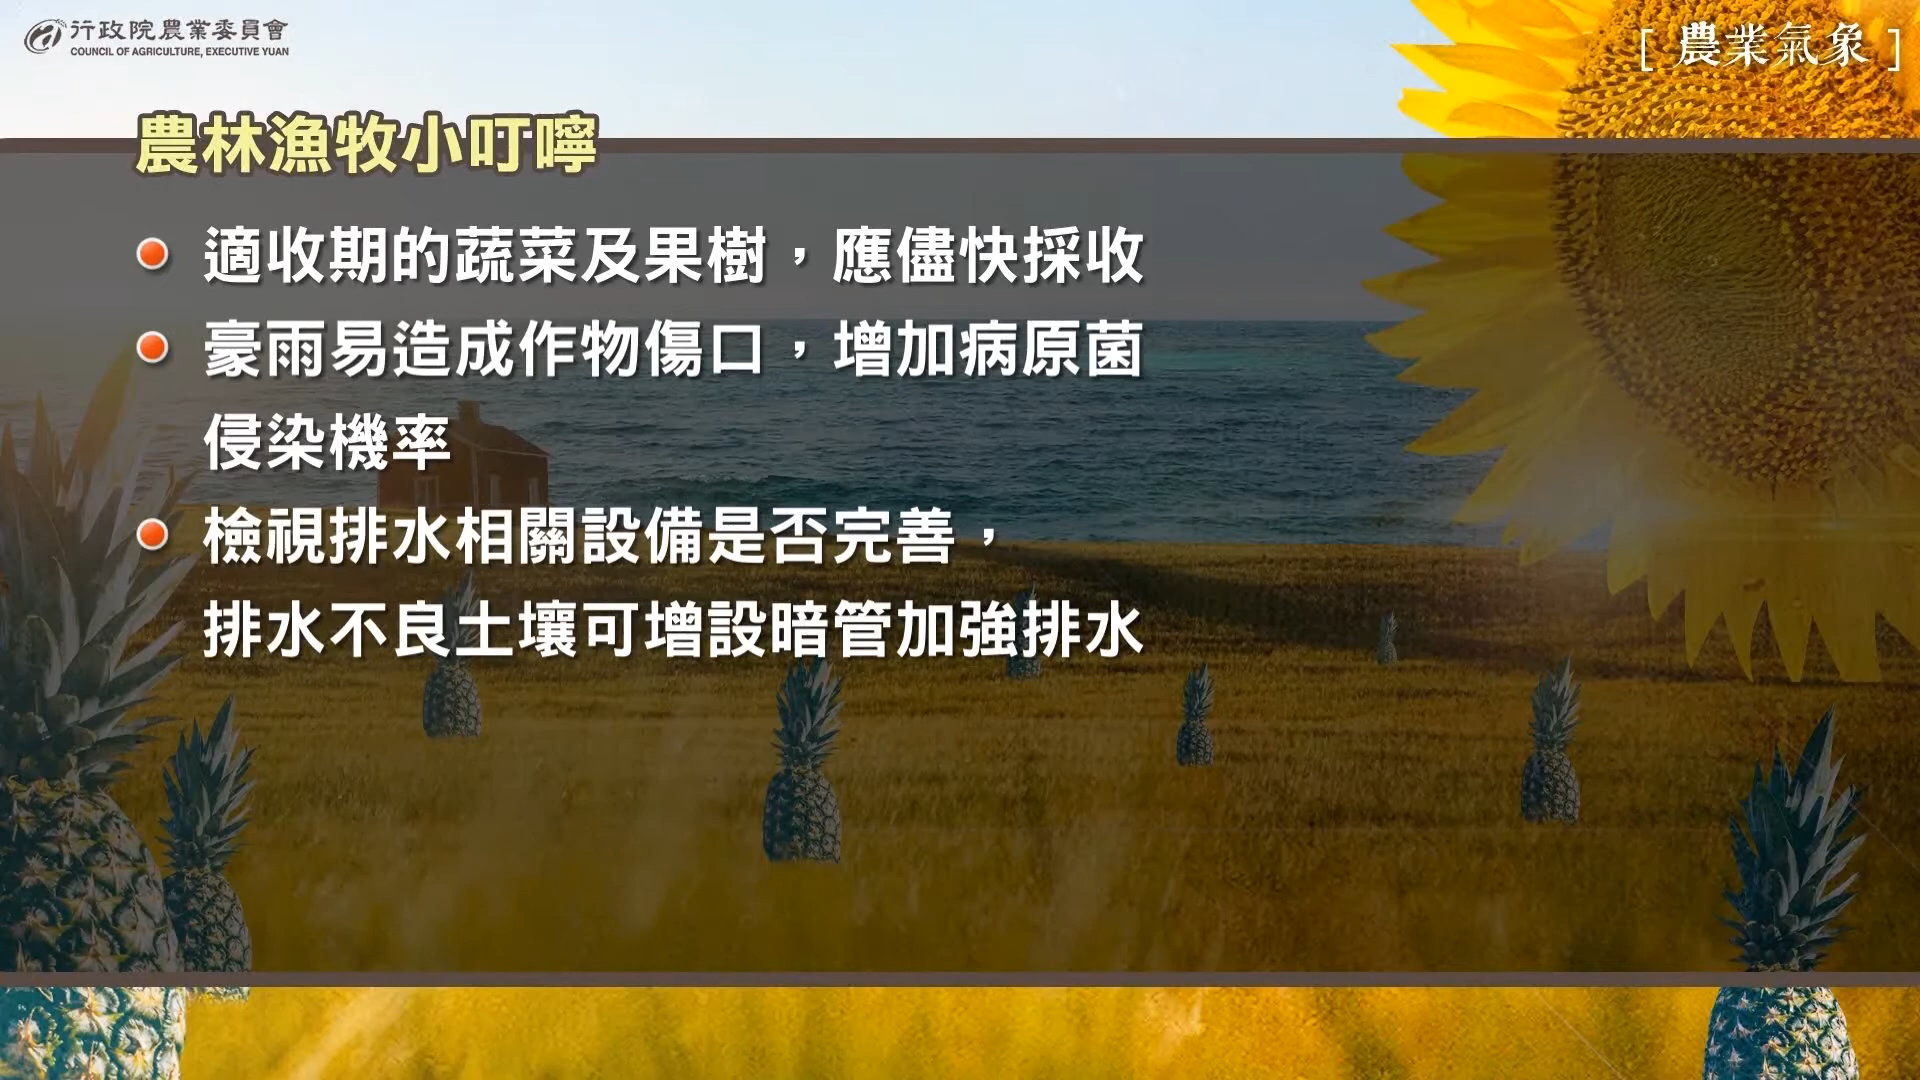 行政院農業委員會
COUNCIL OF AGRICULTURE, EXECUTIVE YUAN
[ 農業氣象 ]
農林漁牧小叮嚀
適收期的蔬菜及果樹，應儘快採收
豪雨易造成作物傷口，增加病原菌
侵染機率
檢視排水相關設備是否完善，
排水不良土壤可增設暗管加強排水